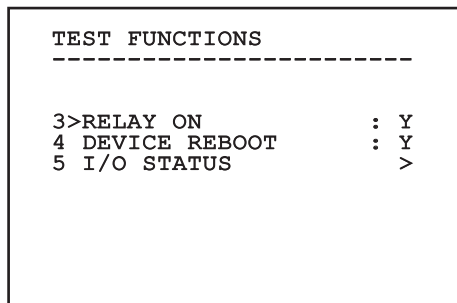 TEST FUNCTIONS
------------------------
3>RELAY ON : Y
4 DEVICE REBOOT : Y
5 I/O STATUS >